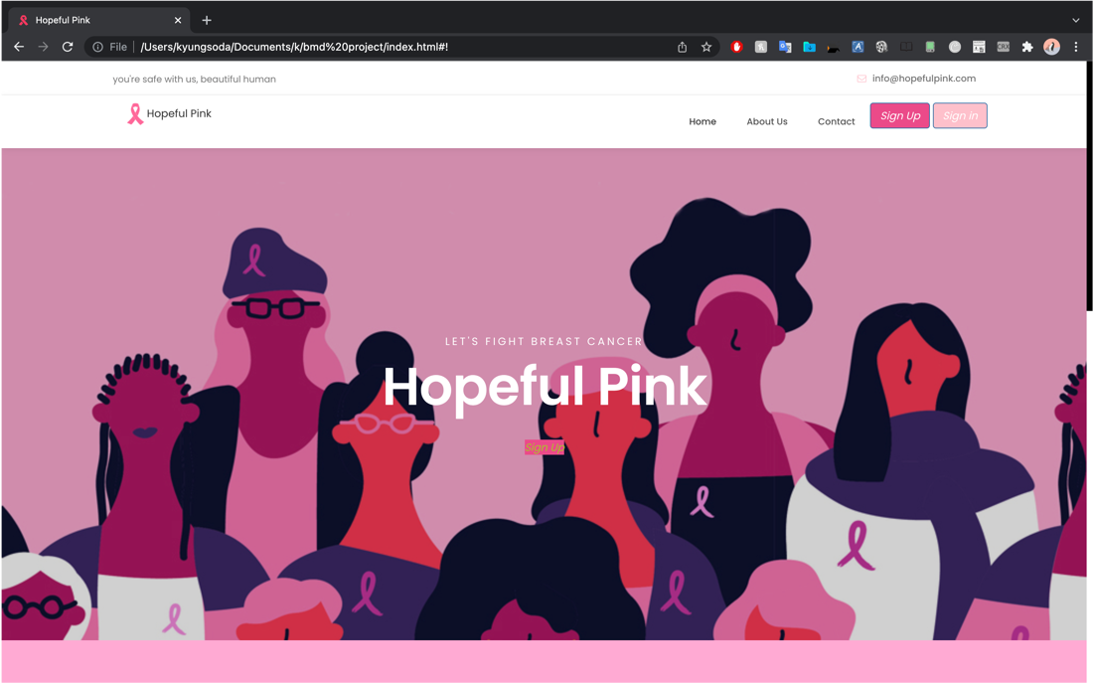 Hopeful Pink
File
/Users/kyungsoda/Documents/k/bmd%20project/index.html#!
you're safe with us, beautiful human
info@hopefulpink.com
Hopeful Pink
Home
About Us
Contact
Sign Up
Sign in
LET'S FIGHT BREAST CANCER
Hopeful Pink
Sign Up